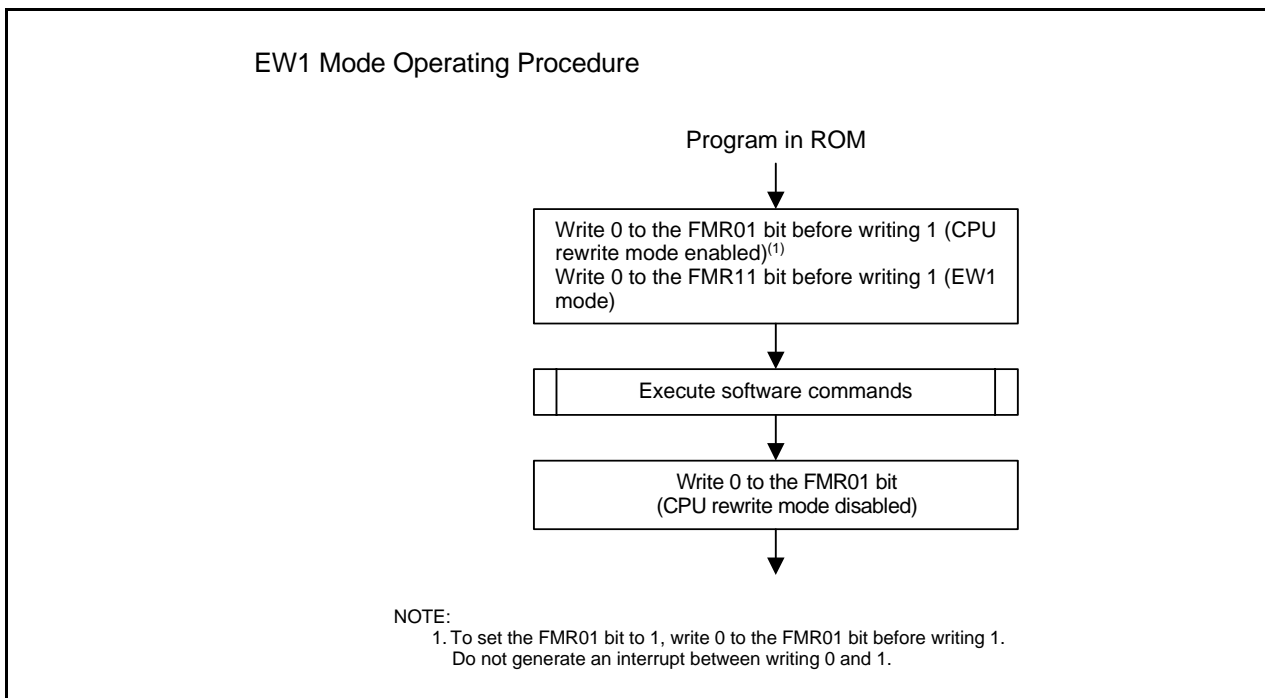 EW1 Mode Operating Procedure
Program in ROM
Write 0 to the FMR01 bit before writing 1 (CPU
rewrite mode enabled)(1)
Write 0 to the FMR11 bit before writing 1 (EW1
mode)
Execute software commands
Write 0 to the FMR01 bit
(CPU rewrite mode disabled)
NOTE:
1. To set the FMR01 bit to 1, write 0 to the FMR01 bit before writing 1.
Do not generate an interrupt between writing 0 and 1.